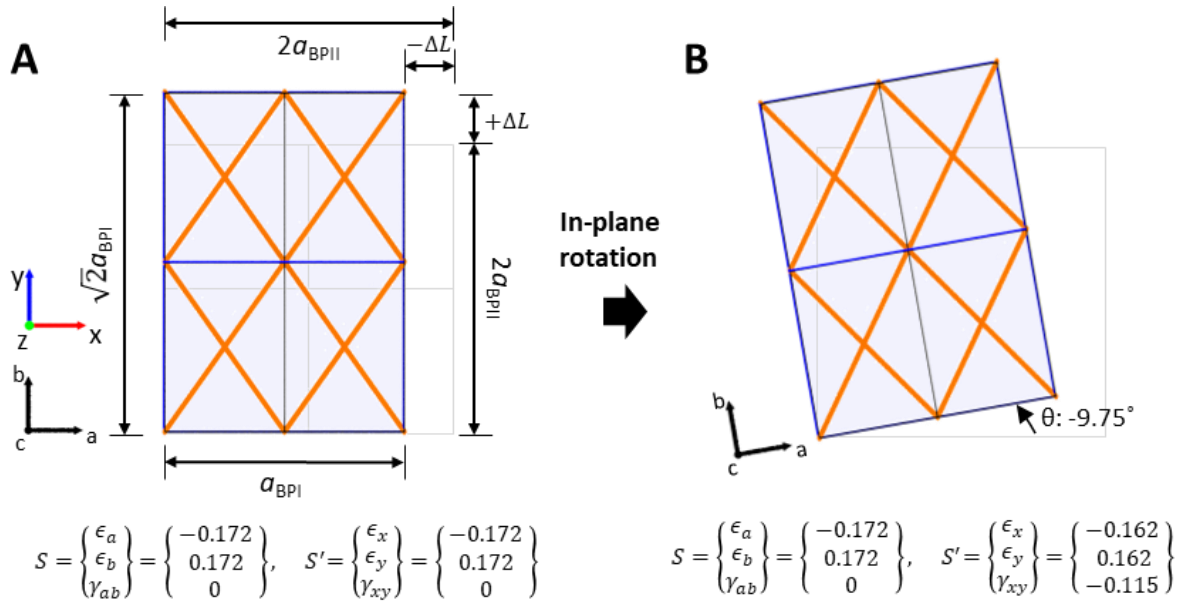 A
2a_BPII
−ΔL
+ΔL
√2a_BPI
2a_BPII
y
z
x
b
c
a
a_BPI
S = {ϵ_a ϵ_b γ_ab} = {−0.172 0.172 0}, S′= {ϵ_x ϵ_y γ_xy} = {−0.172 0.172 0}
In-plane
rotation
B
b
c
a
θ: -9.75˚
S = {ϵ_a ϵ_b γ_ab} = {−0.172 0.172 0}, S′= {ϵ_x ϵ_y γ_xy} = {−0.162 0.162 −0.115}